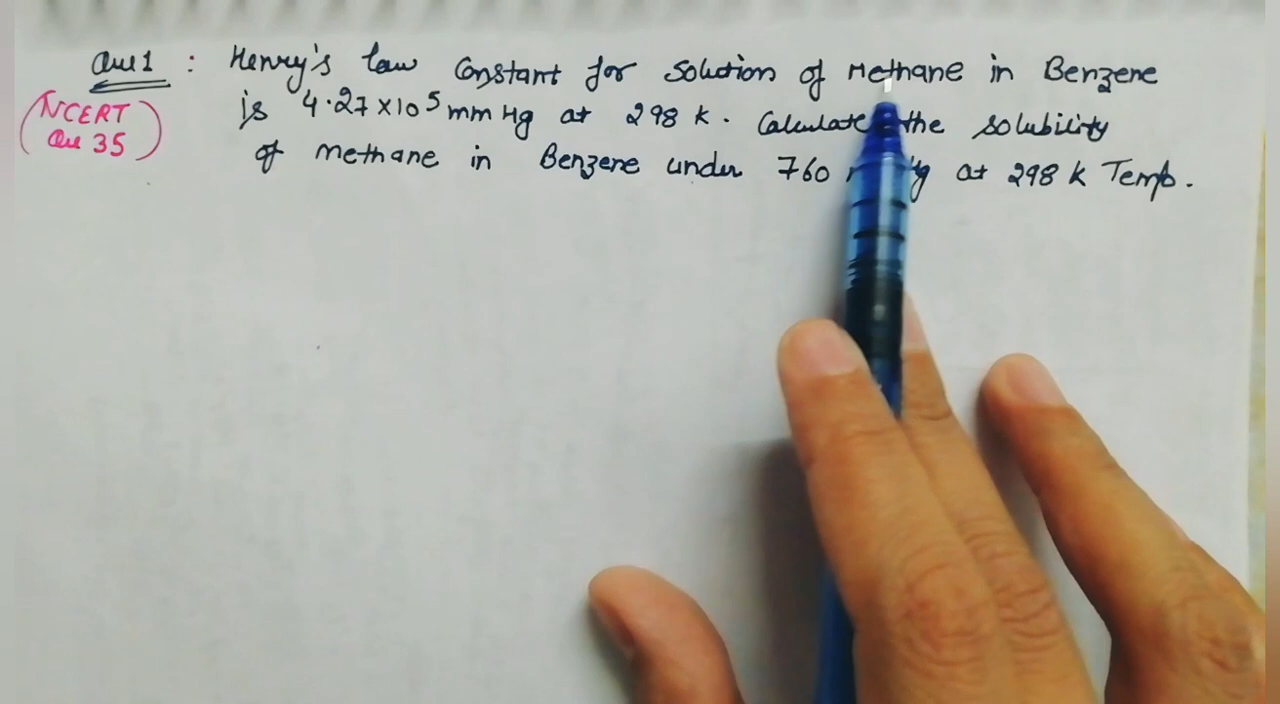 Que 1 : Henry's law Constant for Solution of Methane in Benzene
(NCERT Que 35)
is 4.27×10⁵ mm Hg at 298 K. Calculate the solubility
of methane in Benzene under 760 at 298 K Temp.